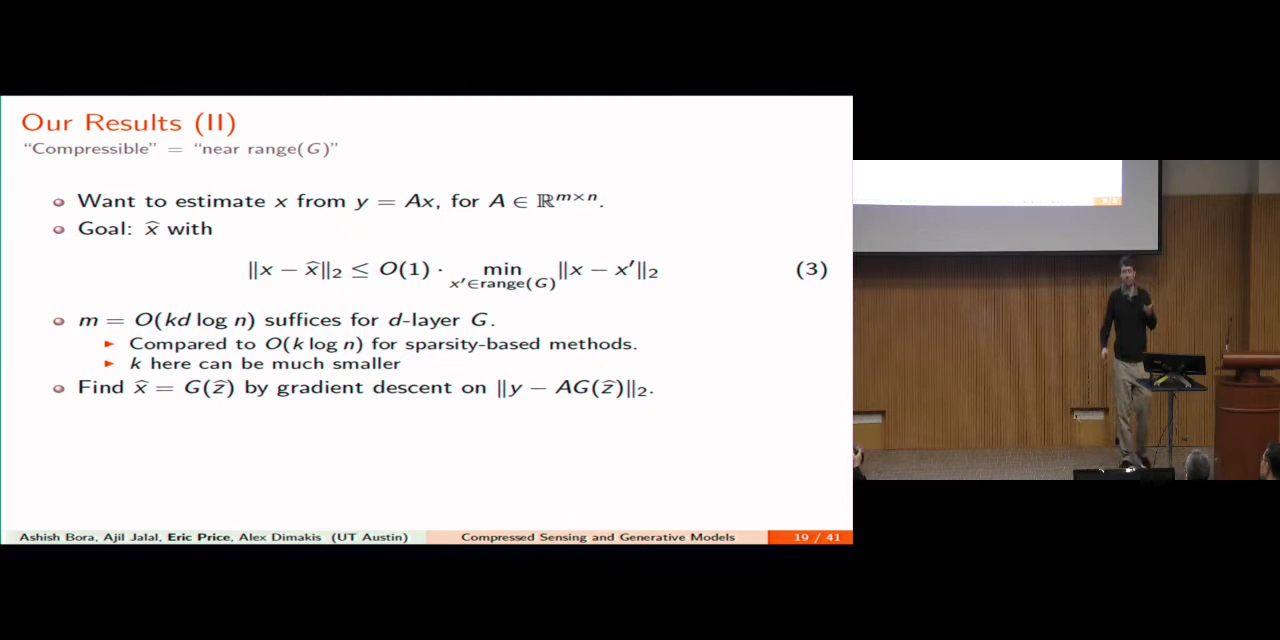 Our Results (II)
“Compressible” = “near range(G)”
Want to estimate x from y = Ax, for A ∈ ℝ^{m×n}.
Goal: x̂ with
‖x − x̂‖₂ ≤ O(1) · min_{x′∈range(G)} ‖x − x′‖₂ (3)
m = O(kd log n) suffices for d-layer G.
Compared to O(k log n) for sparsity-based methods.
k here can be much smaller
Find x̂ = G(ẑ) by gradient descent on ‖y − AG(ẑ)‖₂.
Ashish Bora, Ajil Jalal, Eric Price, Alex Dimakis (UT Austin) Compressed Sensing and Generative Models 19 / 41